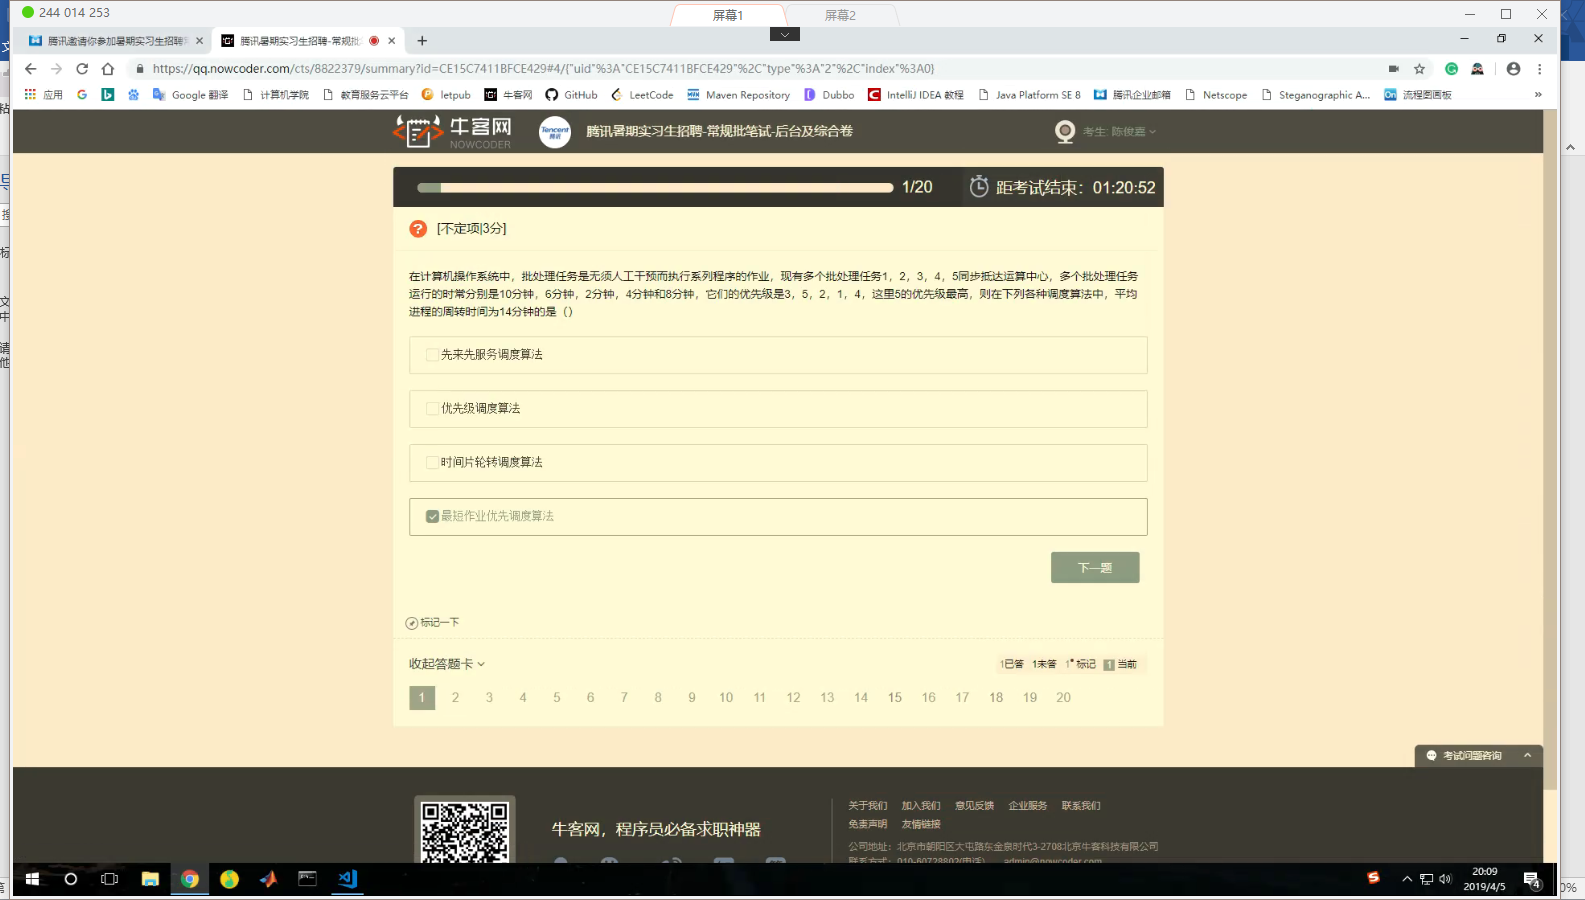 244 014 253
屏幕1
屏幕2
腾讯邀请你参加暑期实习生招聘
腾讯暑期实习生招聘-常规批
https://qq.nowcoder.com/cts/8822379/summary?id=CE15C7411BFCE429#4/{"uid"%3A"CE15C7411BFCE429"%2C"type"%3A"2"%2C"index"%3A0}
应用
Google 翻译
计算机学院
教育服务云平台
letpub
牛客网
GitHub
LeetCode
Maven Repository
Dubbo
IntelliJ IDEA 教程
Java Platform SE 8
腾讯企业邮箱
Netscope
Steganographic A...
流程图画板
»
牛客网
NOWCODER
Tencent
腾讯
腾讯暑期实习生招聘-常规批笔试-后台及综合卷
考生: 陈俊嘉
1/20
距考试结束：01:20:52
[不定项|3分]
在计算机操作系统中，批处理任务是无须人工干预而执行系列程序的作业，现有多个批处理任务1，2，3，4，5同步抵达运算中心，多个批处理任务
运行的时常分别是10分钟，6分钟，2分钟，4分钟和8分钟，它们的优先级是3，5，2，1，4，这里5的优先级最高，则在下列各种调度算法中，平均
进程的周转时间为14分钟的是（）
先来先服务调度算法
优先级调度算法
时间片轮转调度算法
最短作业优先调度算法
下一题
标记一下
收起答题卡
1已答 1未答 1 标记 1 当前
1 2 3 4 5 6 7 8 9 10 11 12 13 14 15 16 17 18 19 20
考试问题咨询
牛客网，程序员必备求职神器
关于我们 加入我们 意见反馈 企业服务 联系我们
免责声明 友情链接
公司地址：北京市朝阳区大屯路东金泉时代3-2708北京牛客科技有限公司
联系方式：010-60728802(电话) admin@nowcoder.com
20:09
2019/4/5
4
0%